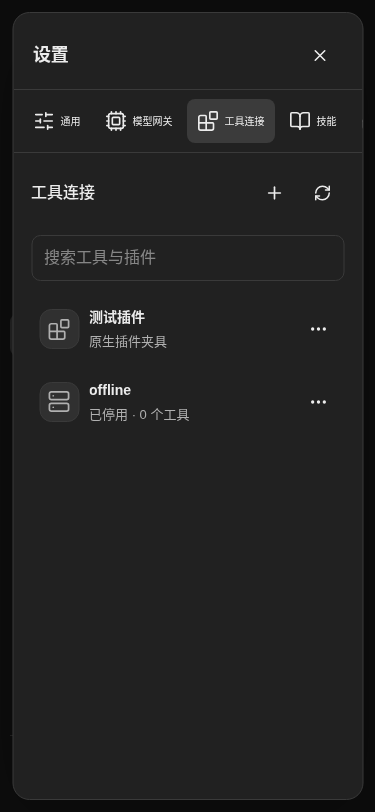 设置
通用
模型网关
工具连接
技能
工具连接
搜索工具与插件
测试插件
原生插件夹具
offline
已停用 · 0 个工具